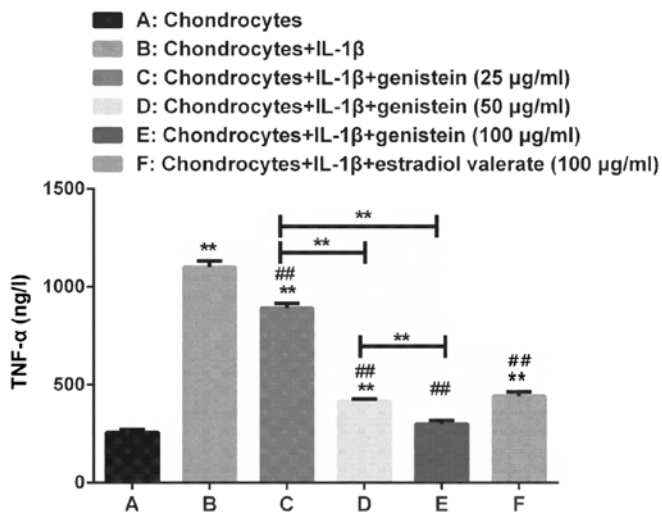 A: Chondrocytes
B: Chondrocytes+IL-1β
C: Chondrocytes+IL-1β+genistein (25 µg/ml)
D: Chondrocytes+IL-1β+genistein (50 µg/ml)
E: Chondrocytes+IL-1β+genistein (100 µg/ml)
F: Chondrocytes+IL-1β+estradiol valerate (100 µg/ml)
TNF-α (ng/l)
1500
1000
500
0
**
**
**
##
**
**
##
**
##
##
**
A B C D E F